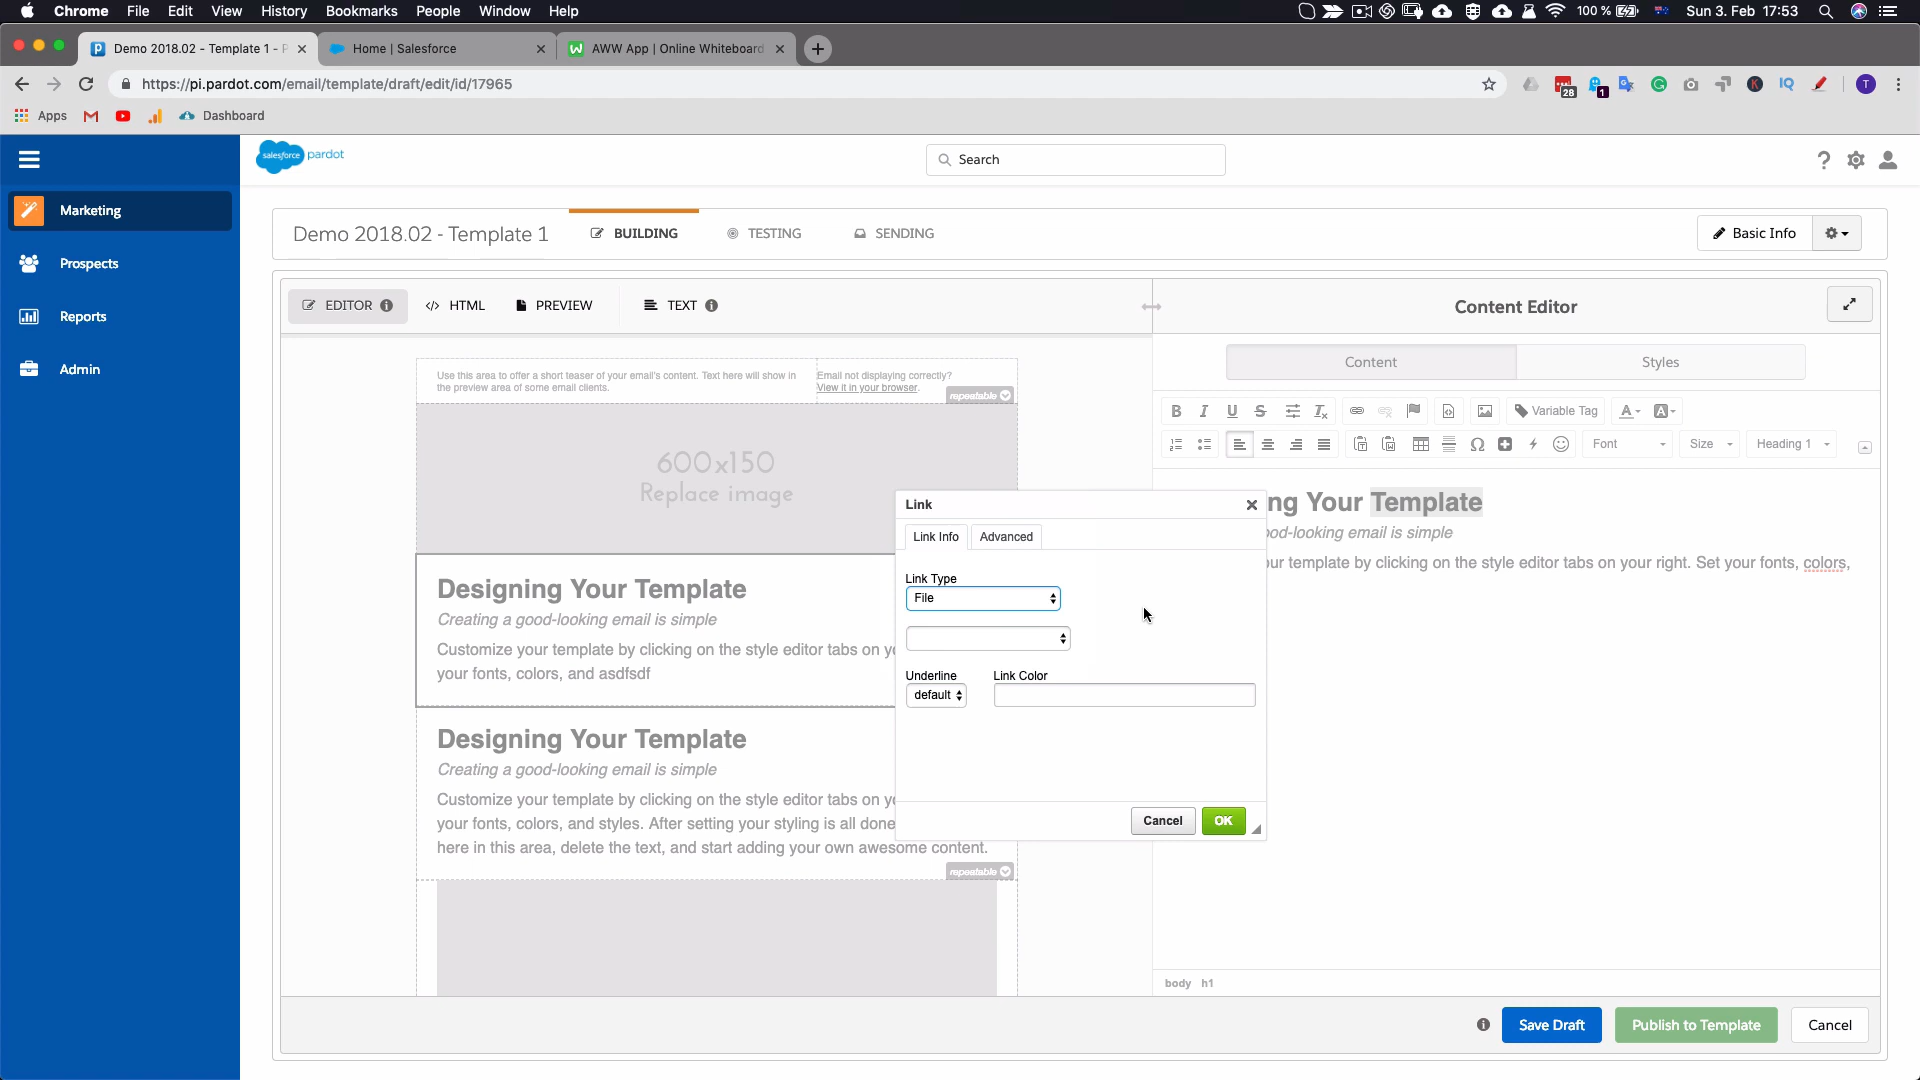 Chrome File Edit View History Bookmarks People Window Help
100 % Sun 3. Feb 17:53
Demo 2018.02 - Template 1 - P
Home | Salesforce
AWW App | Online Whiteboard
https://pi.pardot.com/email/template/draft/edit/id/17965
28
1
IQ
T
Apps
Dashboard
salesforce pardot
Search
Marketing
Prospects
Reports
Admin
Demo 2018.02 - Template 1
BUILDING
TESTING
SENDING
Basic Info
EDITOR
HTML
PREVIEW
TEXT
Content Editor
Content
Styles
Variable Tag
Font
Size
Heading 1
Use this area to offer a short teaser of your email's content. Text here will show in
the preview area of some email clients.
Email not displaying correctly?
View it in your browser.
repeatable
600x150
Replace image
Designing Your Template
Creating a good-looking email is simple
Customize your template by clicking on the style editor tabs on yo
your fonts, colors, and asdfsdf
Designing Your Template
Creating a good-looking email is simple
Customize your template by clicking on the style editor tabs on yo
your fonts, colors, and styles. After setting your styling is all done
here in this area, delete the text, and start adding your own awesome content.
repeatable
Link
Link Info
Advanced
Link Type
File
Underline
Link Color
default
Cancel
OK
ng Your Template
od-looking email is simple
ur template by clicking on the style editor tabs on your right. Set your fonts, colors,
body h1
Save Draft
Publish to Template
Cancel